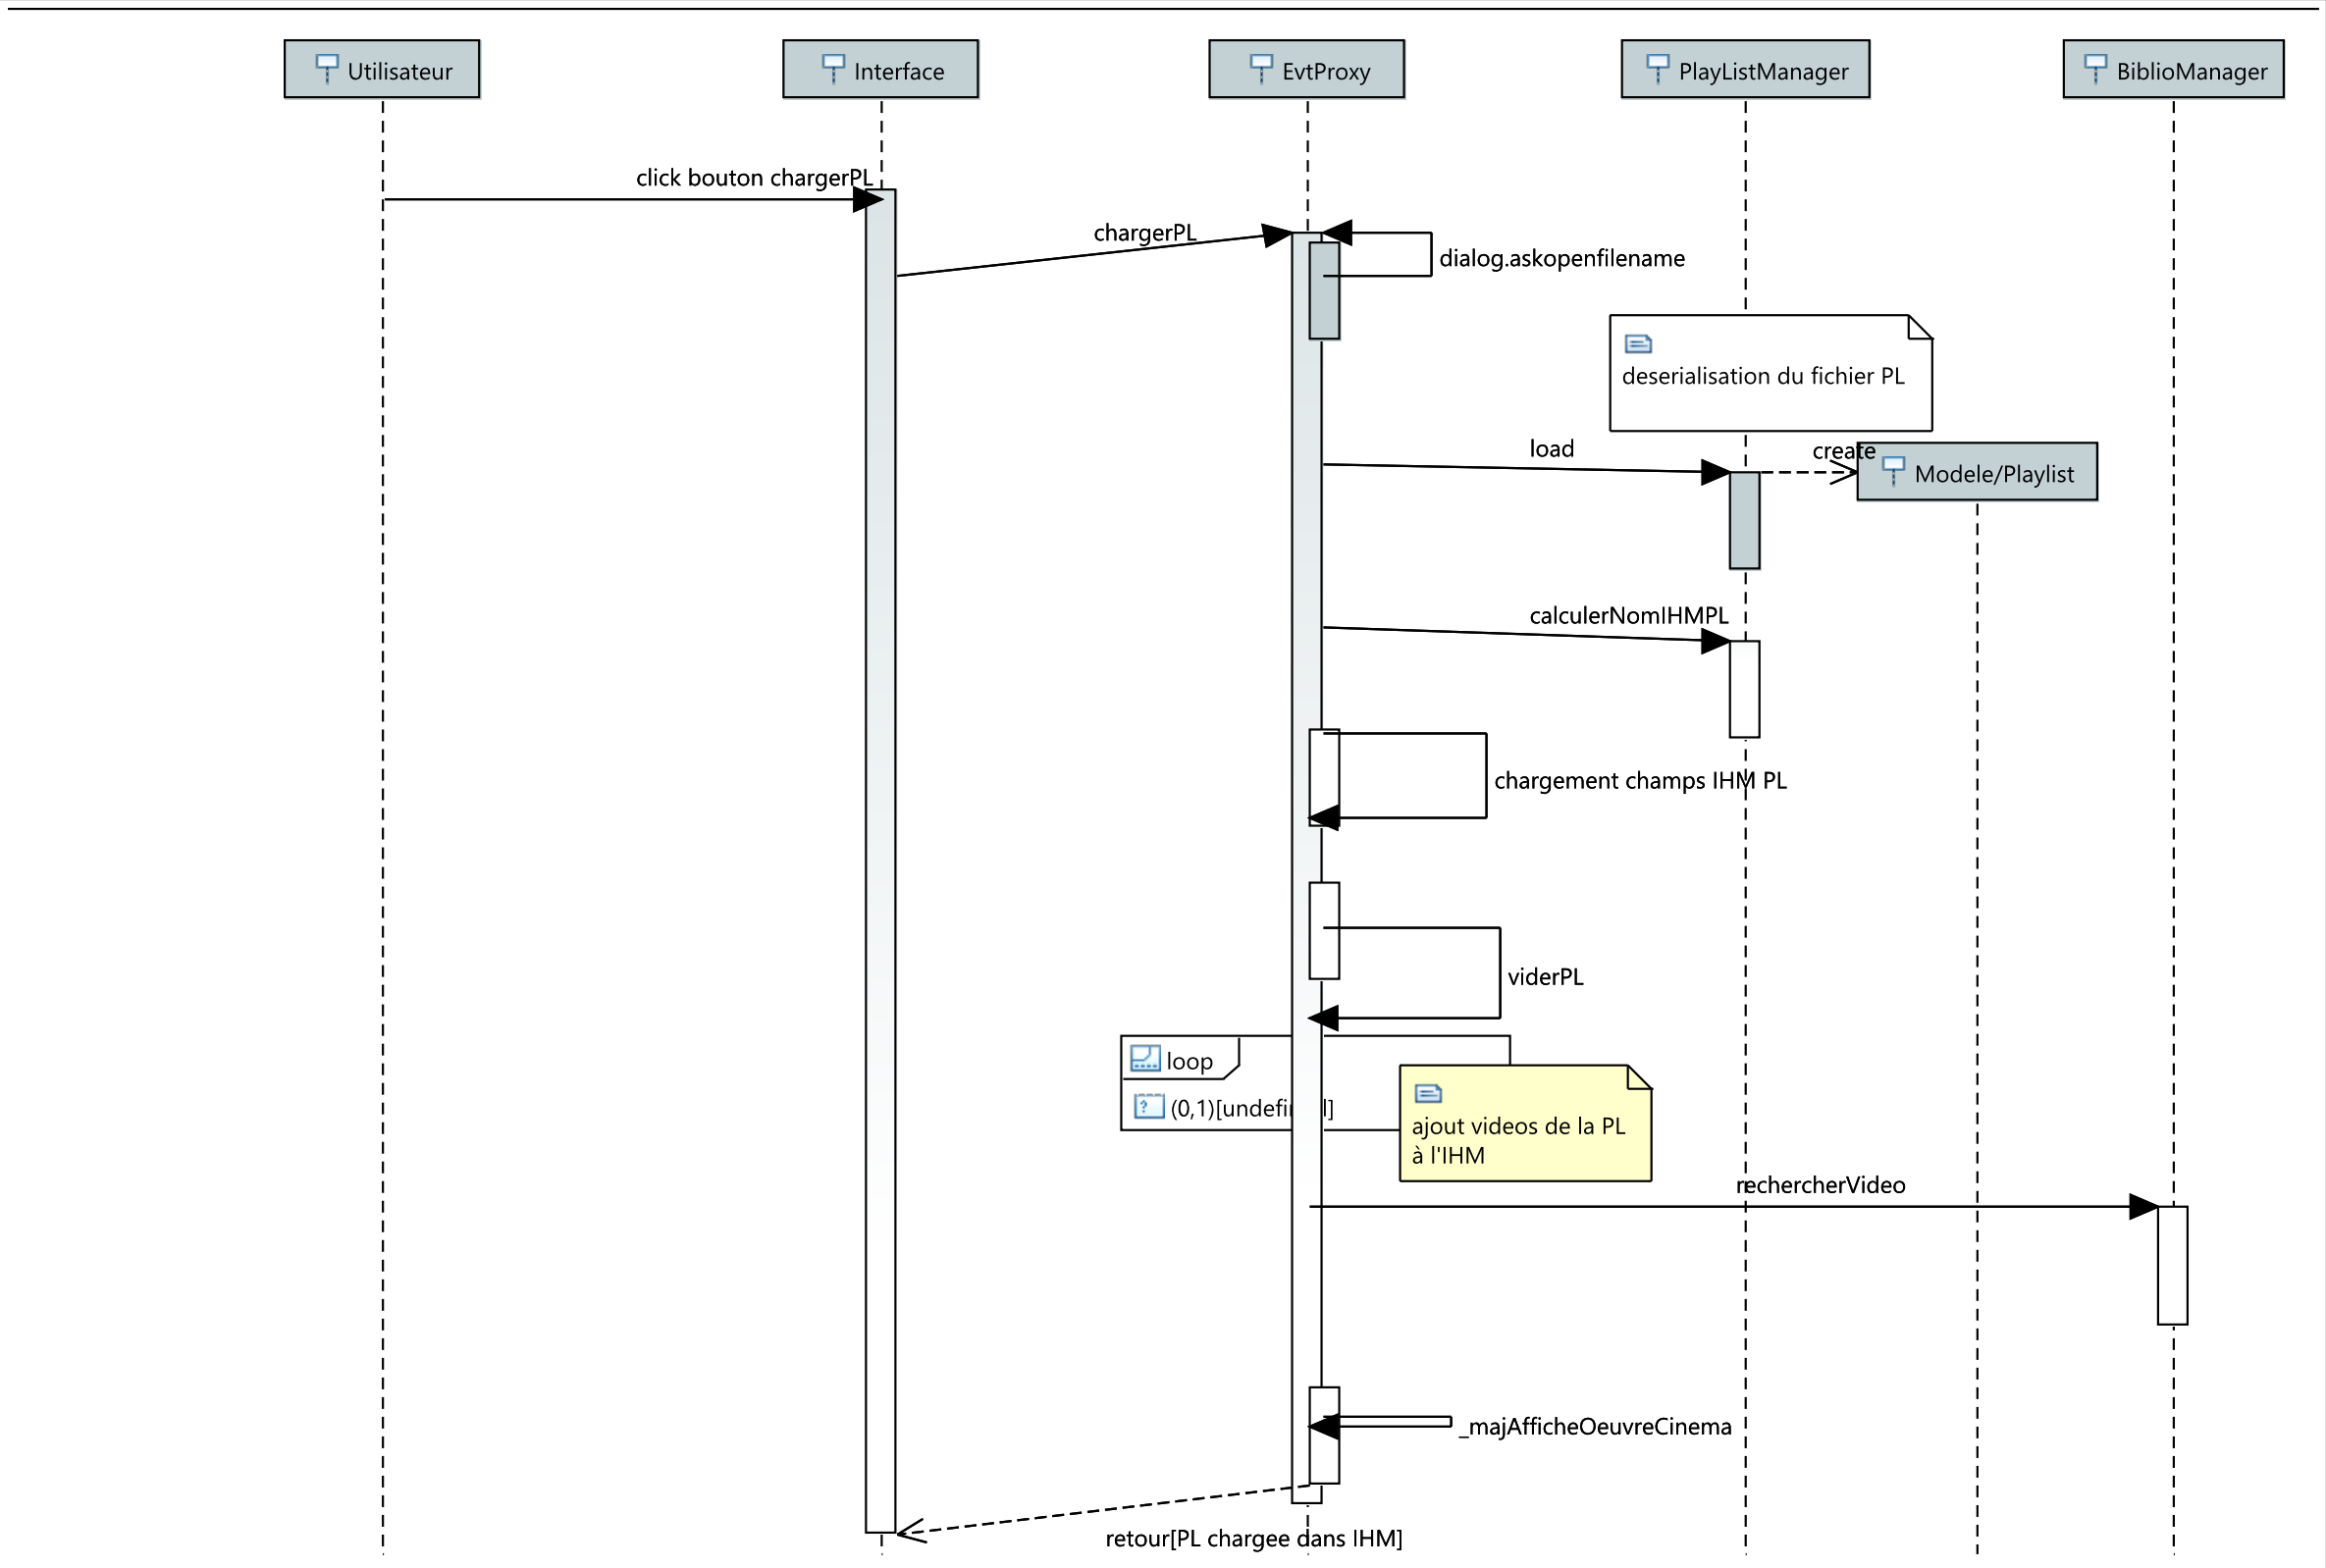 Utilisateur
Interface
EvtProxy
PlayListManager
BiblioManager
click bouton chargerPL
chargerPL
dialog.askopenfilename
deserialisation du fichier PL
load
create
Modele/Playlist
calculerNomIHMPL
chargement champs IHM PL
viderPL
loop
(0,1)
ajout videos de la PL
à l'IHM
rechercherVideo
_majAfficheOeuvreCinema
retour[PL chargee dans IHM]